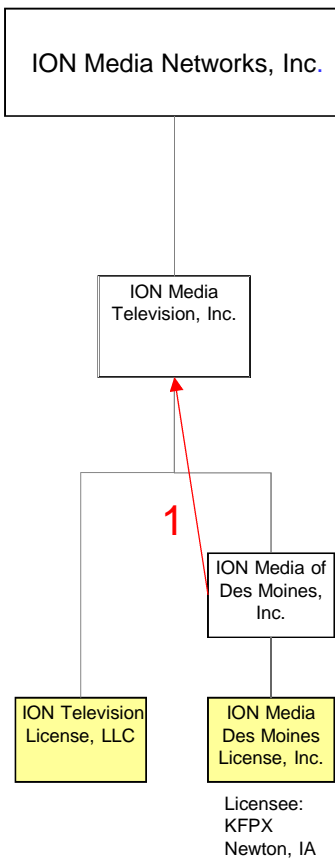 ION Media Networks, Inc.
ION Media
Television, Inc.
1
ION Media of
Des Moines,
Inc.
ION Television
License, LLC
ION Media
Des Moines
License, Inc.
Licensee:
KFPX
Newton, IA